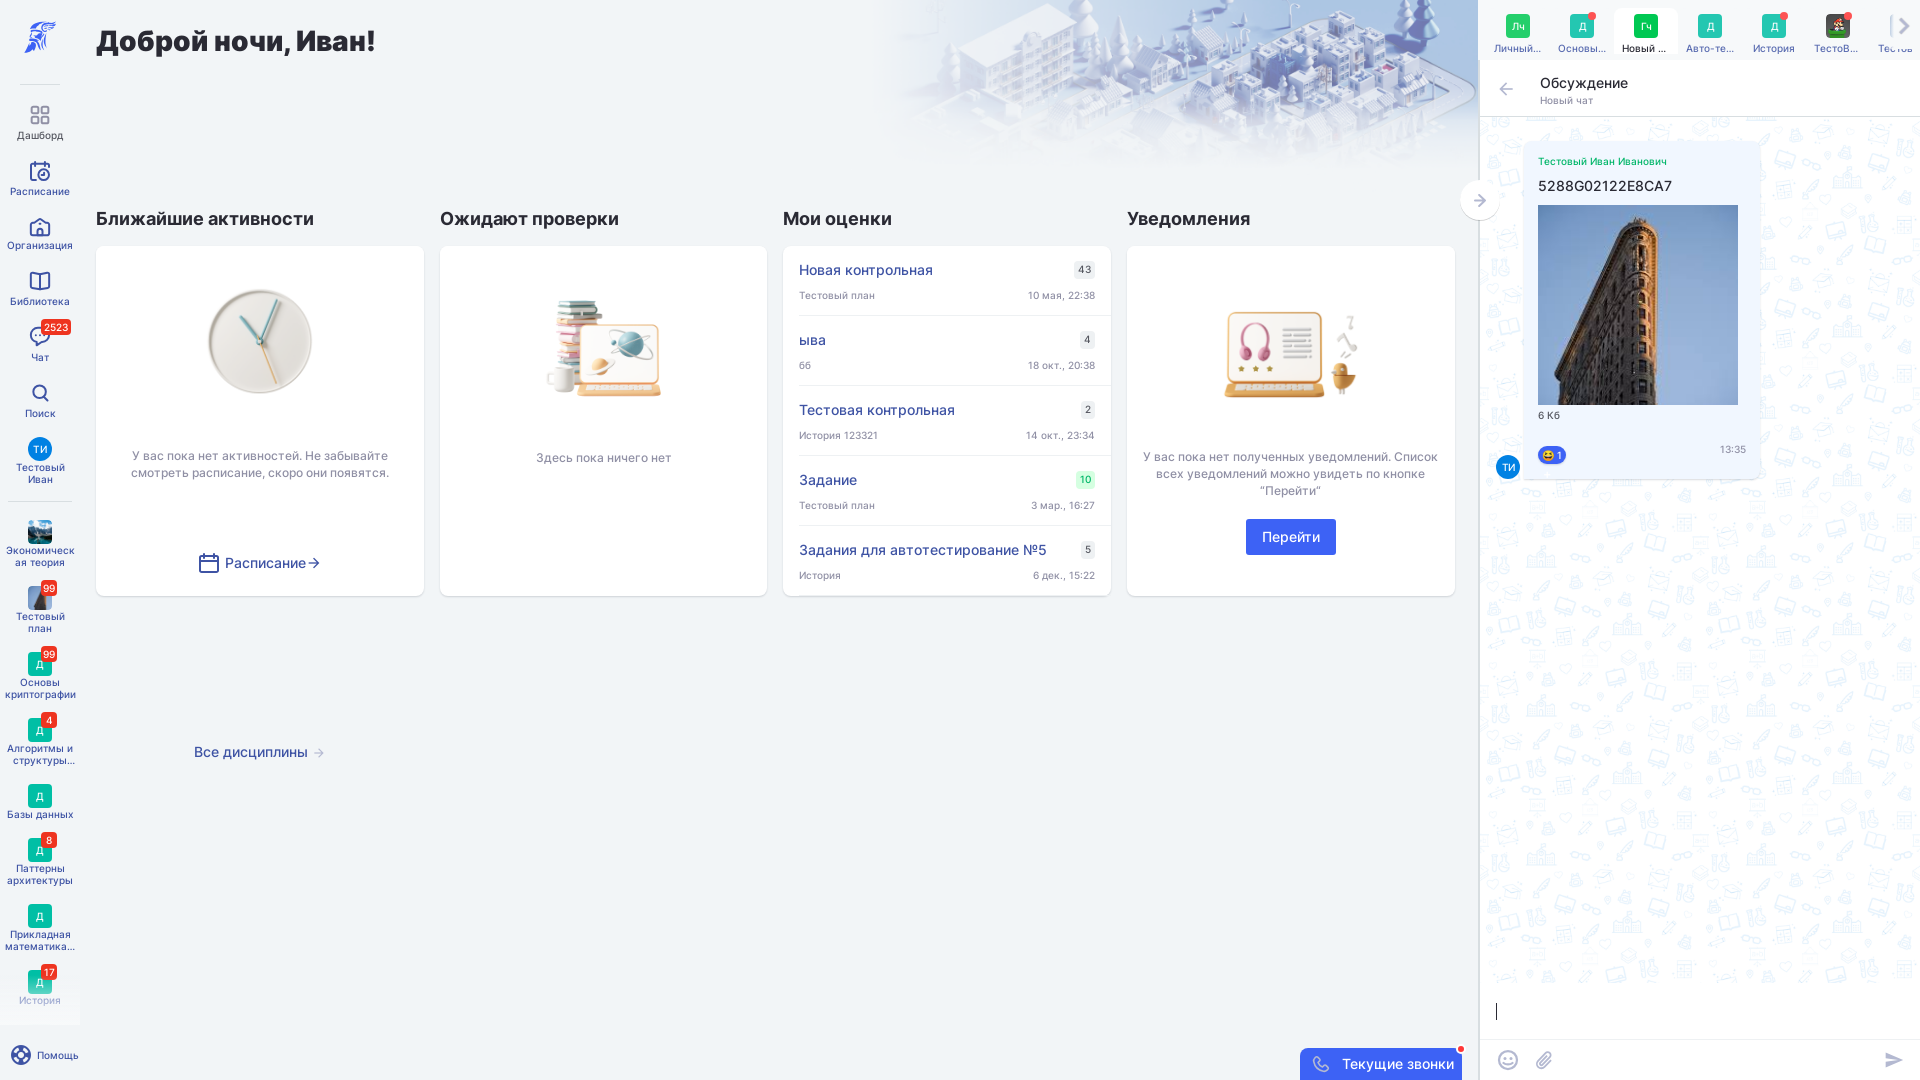 Доброй ночи, Иван!
Дашборд
Расписание
Организация
Библиотека
2523
Чат
Поиск
ТИ
Тестовый
Иван
Экономическ
ая теория
99
Тестовый
план
99
Д
Основы
криптографии
4
Д
Алгоритмы и
структуры...
Д
Базы данных
8
Д
Паттерны
архитектуры
Д
Прикладная
математика...
17
Д
История
Помощь
Ближайшие активности
У вас пока нет активностей. Не забывайте
смотреть расписание, скоро они появятся.
Расписание
Ожидают проверки
Здесь пока ничего нет
Мои оценки
Новая контрольная
43
Тестовый план
10 мая, 22:38
ыва
4
66
18 окт., 20:38
Тестовая контрольная
2
История 123321
14 окт., 23:34
Задание
10
Тестовый план
3 мар., 16:27
Задания для автотестирование №5
5
История
6 дек., 15:22
Уведомления
У вас пока нет полученных уведомлений. Список
всех уведомлений можно увидеть по кнопке
“Перейти”
Перейти
Все дисциплины
Текущие звонки
Лч
Личный...
Д
Основы...
Гч
Новый ...
Д
Авто-те...
Д
История
ТестоВ...
Тестов
Обсуждение
Новый чат
Тестовый Иван Иванович
5288G02122E8CA7
6 Кб
😄 1
13:35
ТИ